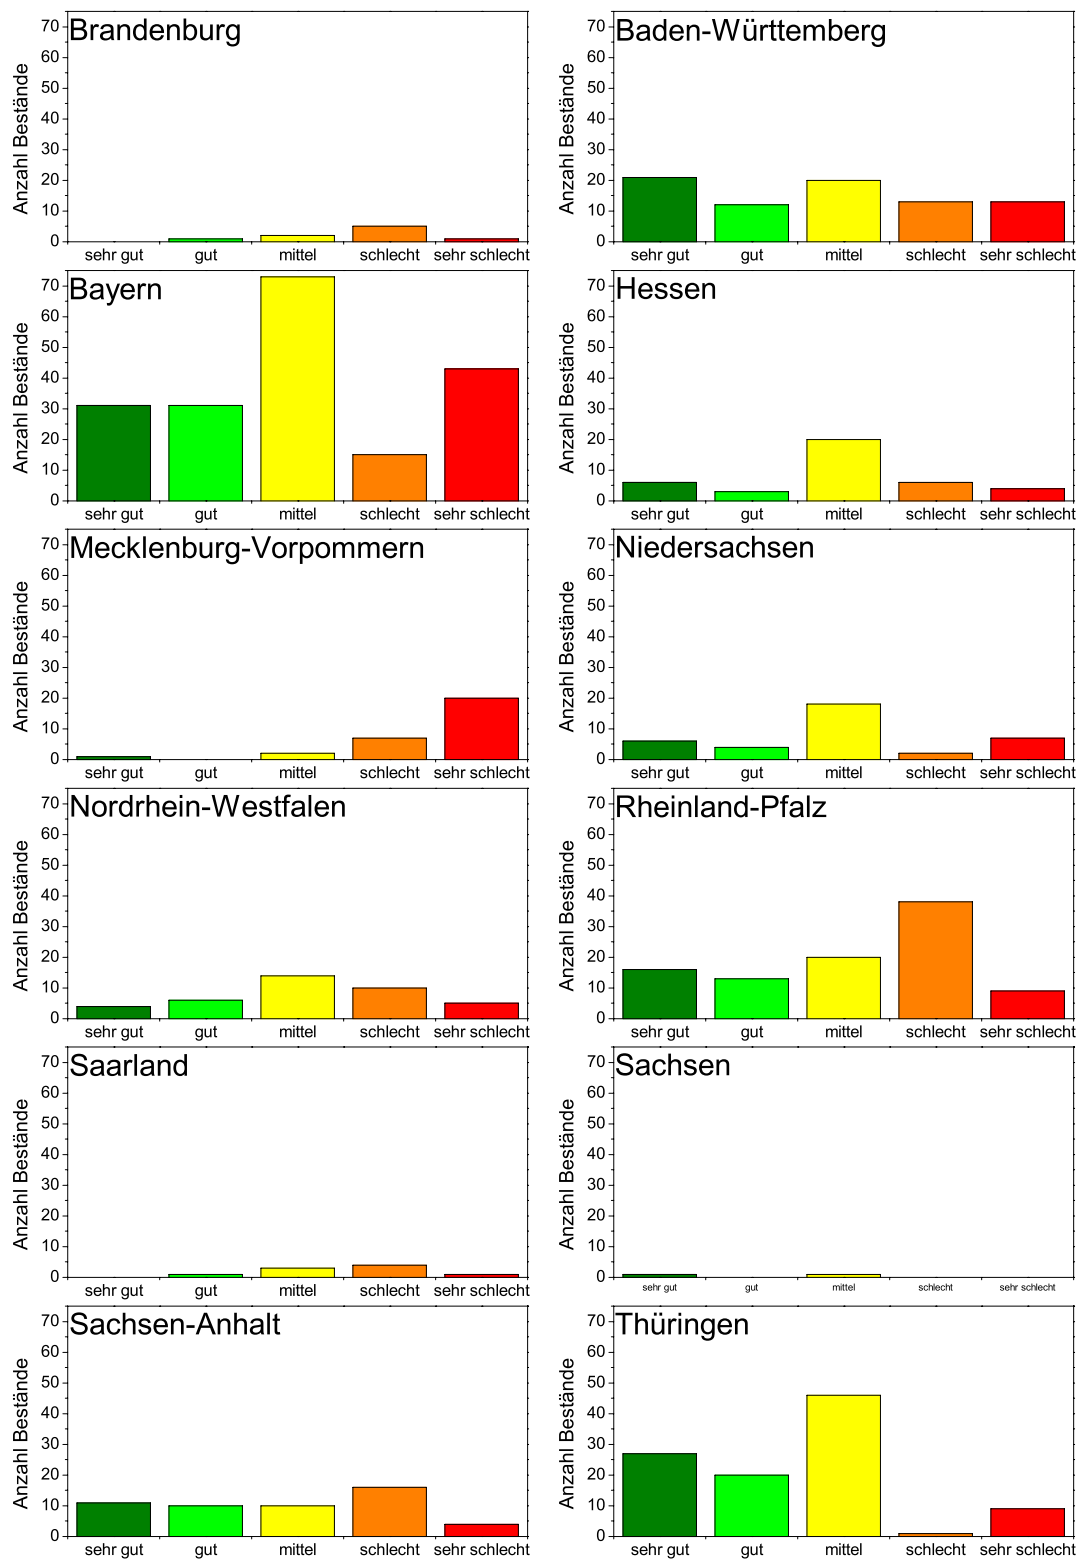 Brandenburg
Anzahl Bestände
70
60
50
40
30
20
10
0
sehr gut gut mittel schlecht sehr schlecht
Baden-Württemberg
Anzahl Bestände
70
60
50
40
30
20
10
0
sehr gut gut mittel schlecht sehr schlecht
Bayern
Anzahl Bestände
70
60
50
40
30
20
10
0
sehr gut gut mittel schlecht sehr schlecht
Hessen
Anzahl Bestände
70
60
50
40
30
20
10
0
sehr gut gut mittel schlecht sehr schlecht
Mecklenburg-Vorpommern
Anzahl Bestände
70
60
50
40
30
20
10
0
sehr gut gut mittel schlecht sehr schlecht
Niedersachsen
Anzahl Bestände
70
60
50
40
30
20
10
0
sehr gut gut mittel schlecht sehr schlecht
Nordrhein-Westfalen
Anzahl Bestände
70
60
50
40
30
20
10
0
sehr gut gut mittel schlecht sehr schlecht
Rheinland-Pfalz
Anzahl Bestände
70
60
50
40
30
20
10
0
sehr gut gut mittel schlecht sehr schlecht
Saarland
Anzahl Bestände
70
60
50
40
30
20
10
0
sehr gut gut mittel schlecht sehr schlecht
Sachsen
Anzahl Bestände
70
60
50
40
30
20
10
0
sehr gut gut mittel schlecht sehr schlecht
Sachsen-Anhalt
Anzahl Bestände
70
60
50
40
30
20
10
0
sehr gut gut mittel schlecht sehr schlecht
Thüringen
Anzahl Bestände
70
60
50
40
30
20
10
0
sehr gut gut mittel schlecht sehr schlecht